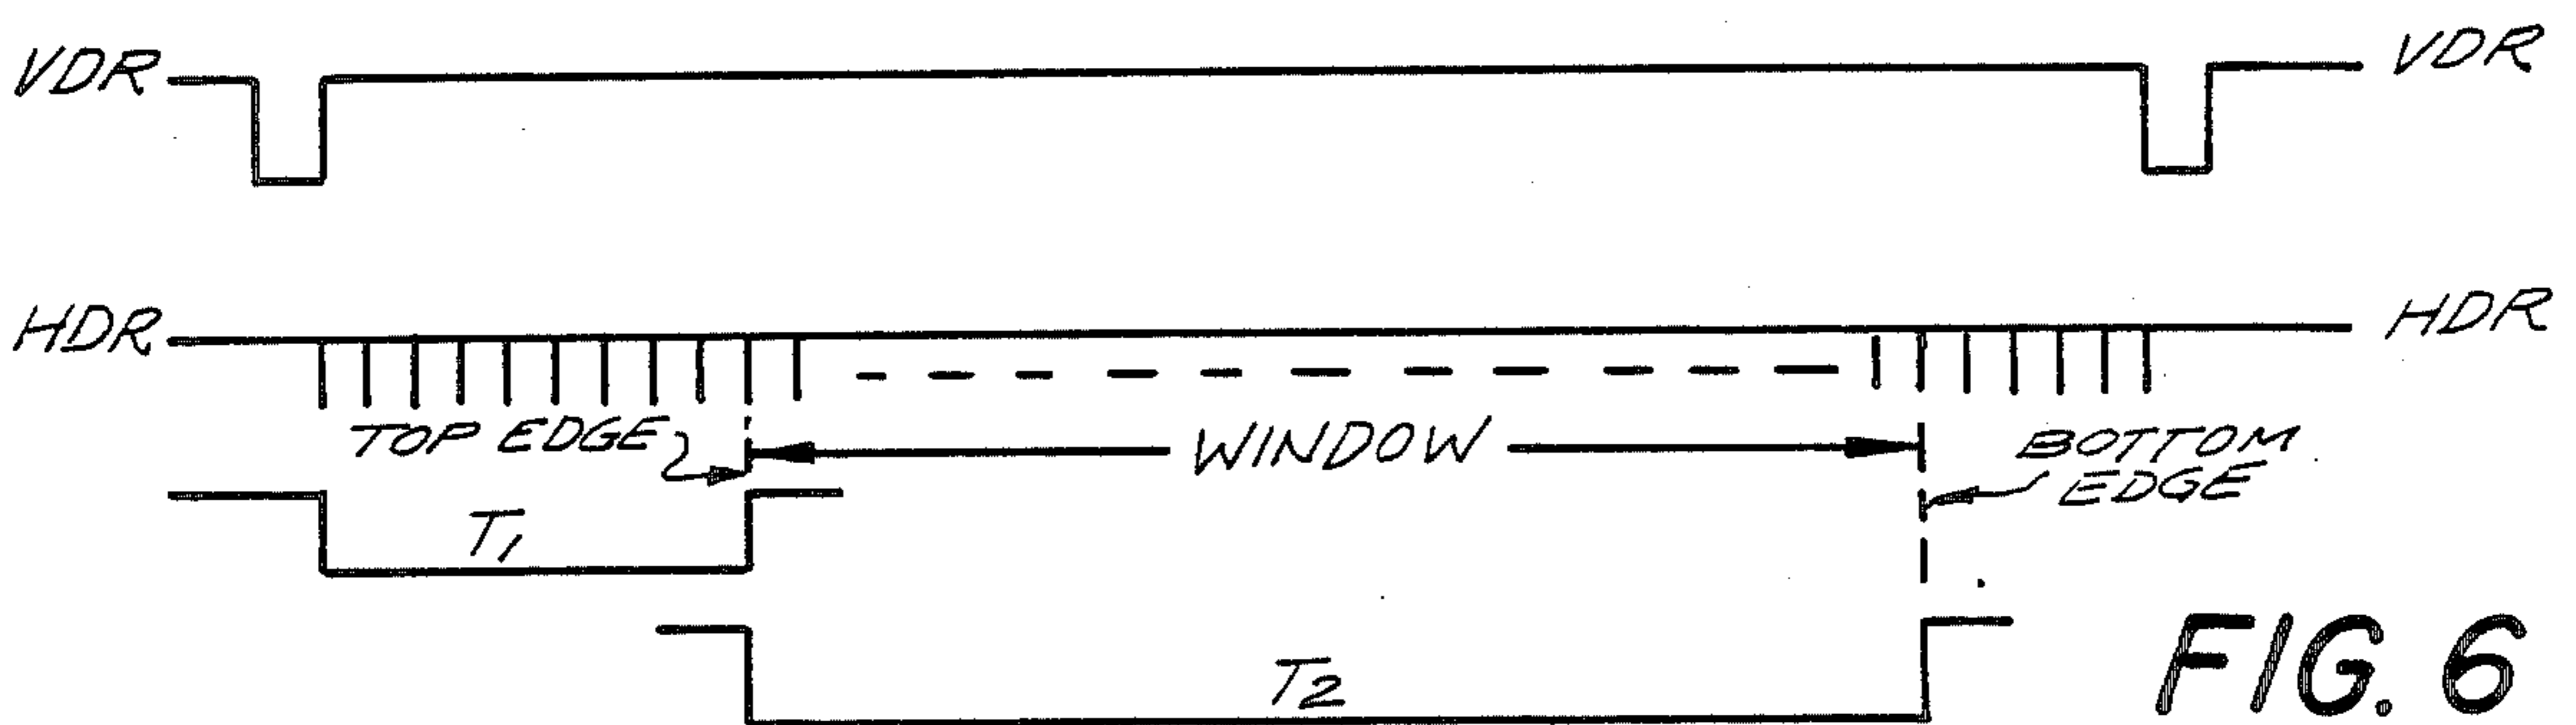 VDR VDR
HDR HDR
TOP EDGE WINDOW BOTTOM
EDGE
T1
T2
FIG. 6